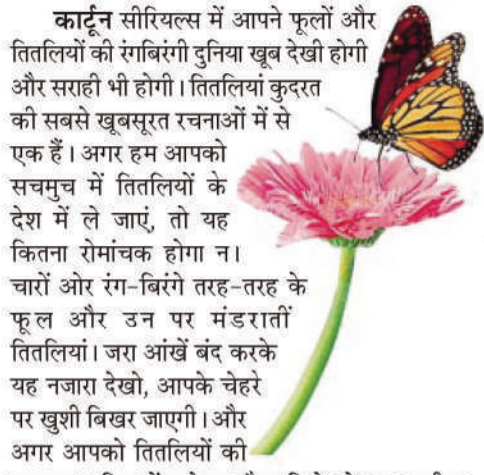 कार्टून सीरियल्स में आपने फूलों और
तितलियों की रंगबिरंगी दुनिया खूब देखी होगी
और सराही भी होगी। तितलियां कुदरत
की सबसे खूबसूरत रचनाओं में से
एक हैं। अगर हम आपको
सचमुच में तितलियों के
देश में ले जाएं, तो यह
कितना रोमांचक होगा न।
चारों ओर रंग-बिरंगे तरह-तरह के
फूल और उन पर मंडरातीं
तितलियां। जरा आंखें बंद करके
यह नजारा देखो, आपके चेहरे
पर खुशी बिखर जाएगी। और
अगर आपको तितलियों की